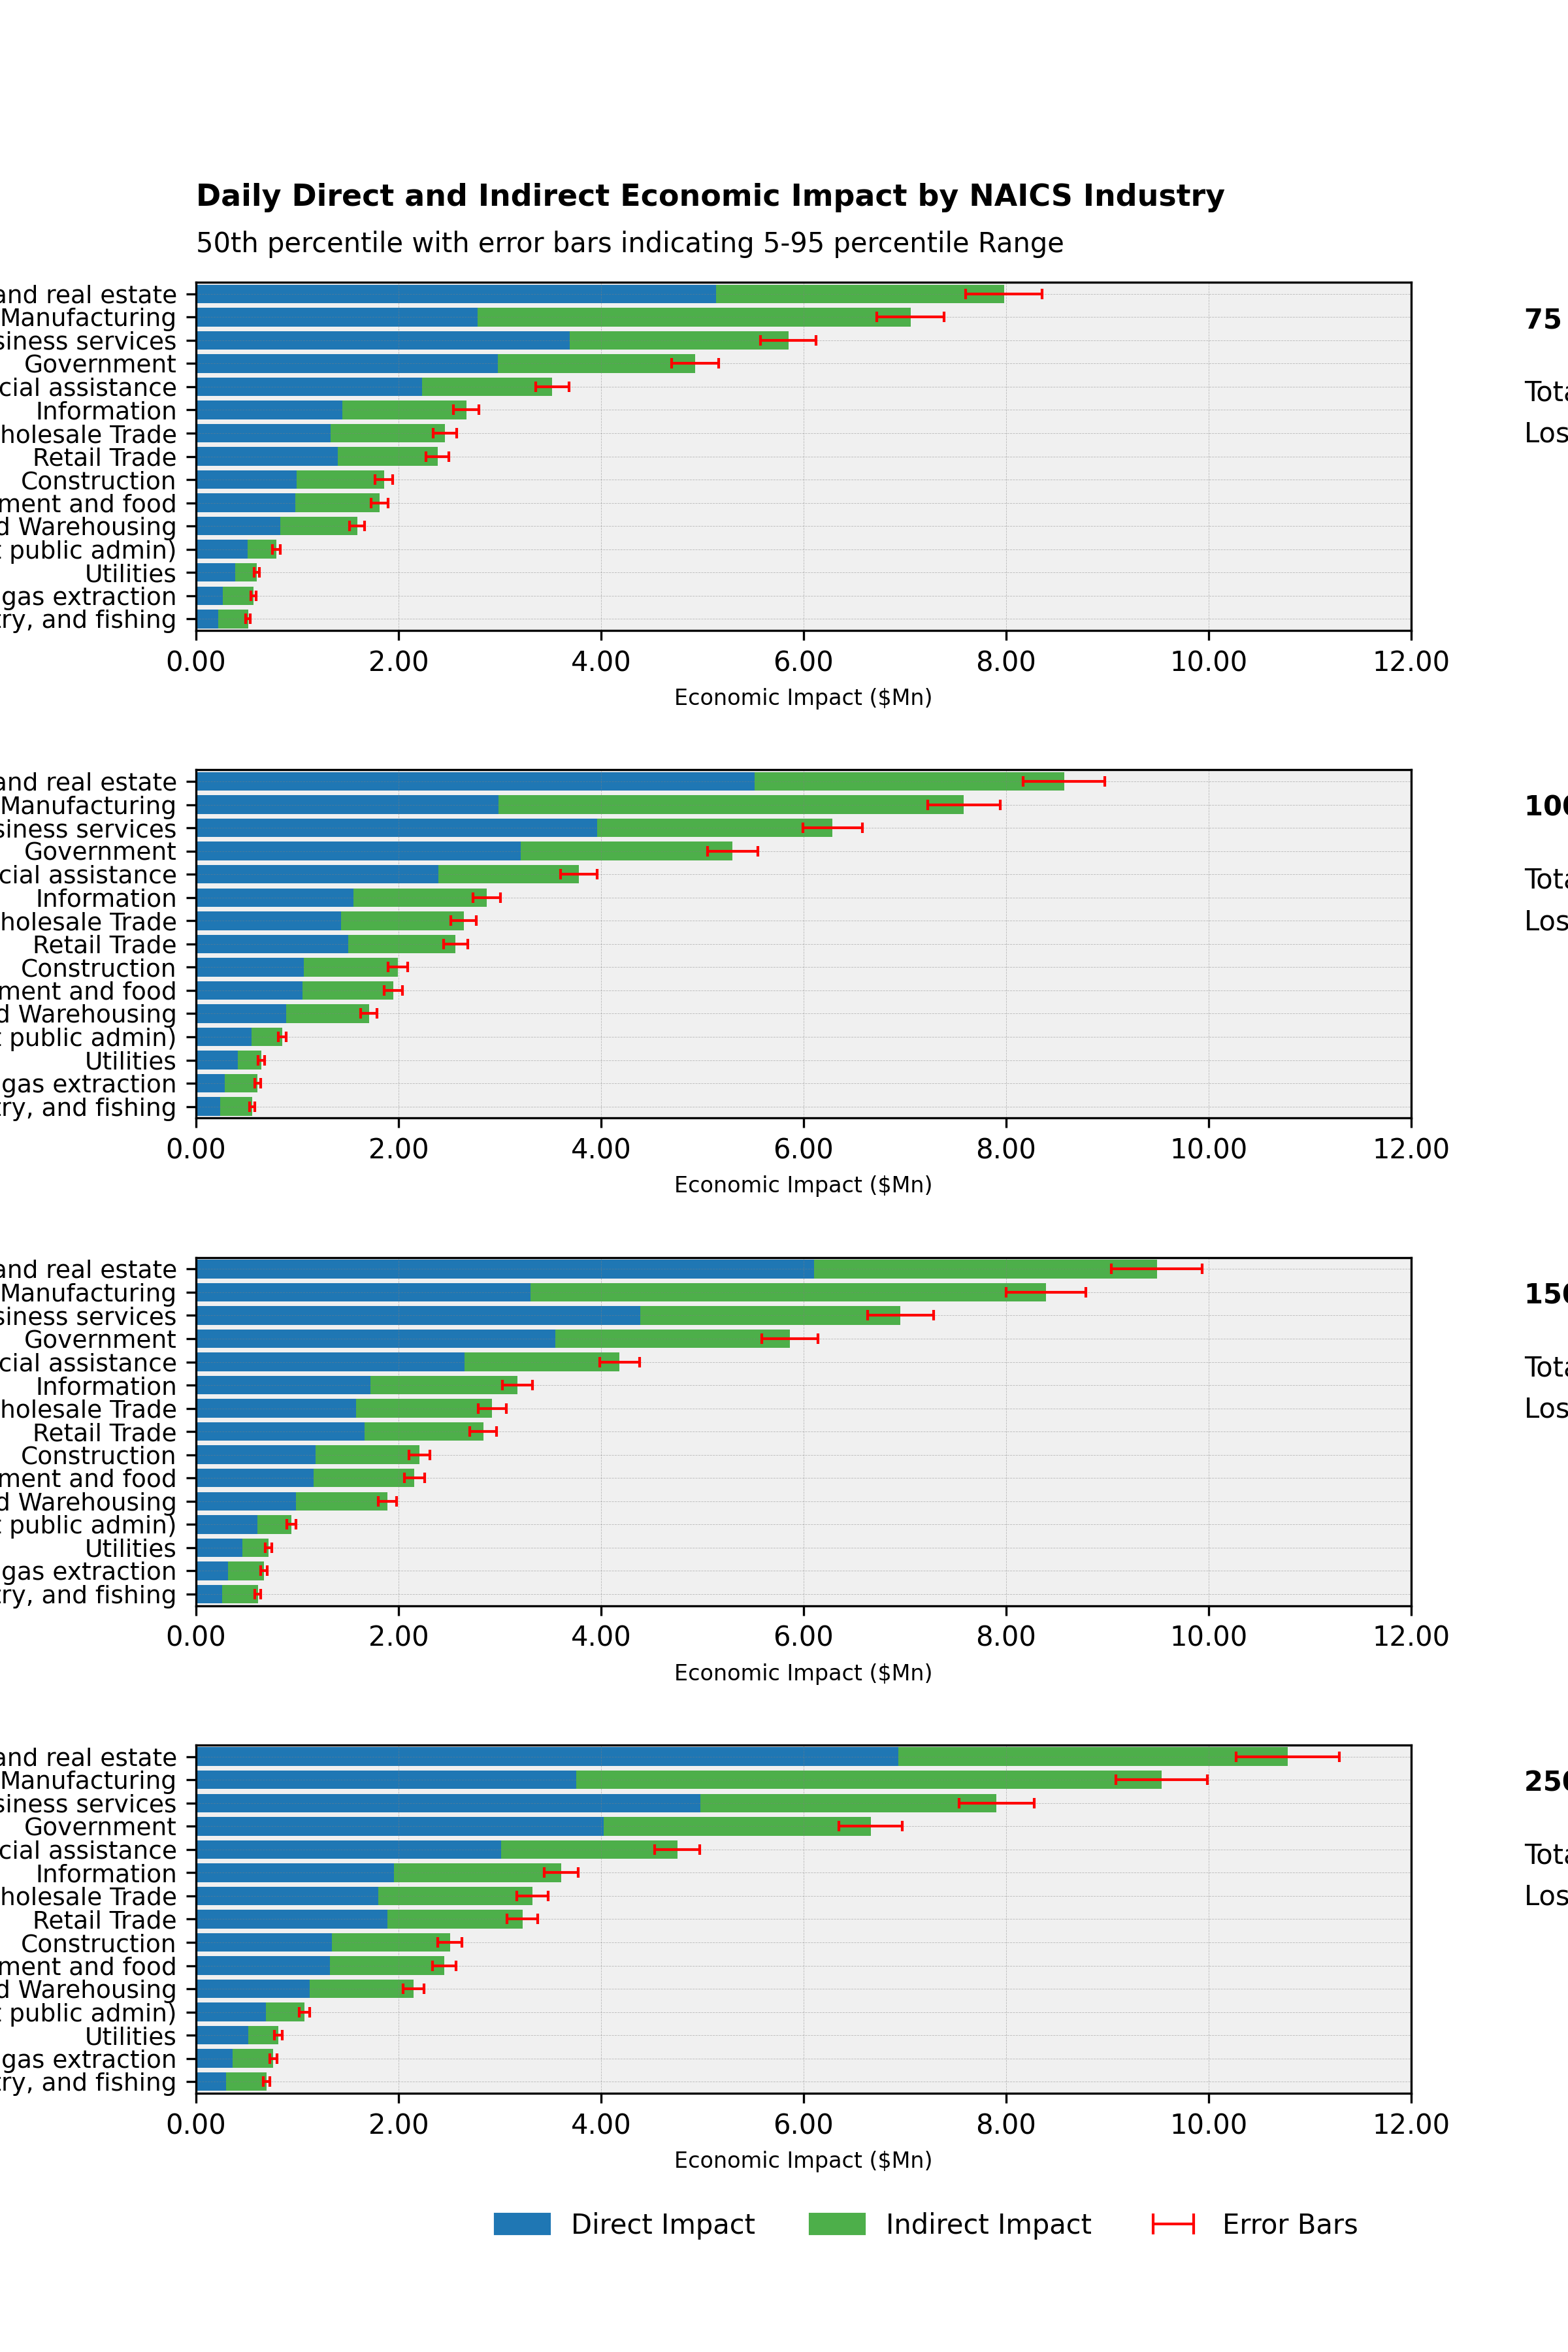 Daily Direct and Indirect Economic Impact by NAICS Industry
50th percentile with error bars indicating 5-95 percentile Range
and real estate
Manufacturing
siness services
Government
cial assistance
Information
holesale Trade
Retail Trade
Construction
ment and food
d Warehousing
t public admin)
Utilities
gas extraction
try, and fishing
0.00 2.00 4.00 6.00 8.00 10.00 12.00
Economic Impact ($Mn)
75
Tota
Los
and real estate
Manufacturing
siness services
Government
cial assistance
Information
holesale Trade
Retail Trade
Construction
ment and food
d Warehousing
t public admin)
Utilities
gas extraction
try, and fishing
0.00 2.00 4.00 6.00 8.00 10.00 12.00
Economic Impact ($Mn)
100
Tota
Los
and real estate
Manufacturing
siness services
Government
cial assistance
Information
holesale Trade
Retail Trade
Construction
ment and food
d Warehousing
t public admin)
Utilities
gas extraction
try, and fishing
0.00 2.00 4.00 6.00 8.00 10.00 12.00
Economic Impact ($Mn)
150
Tota
Los
and real estate
Manufacturing
siness services
Government
cial assistance
Information
holesale Trade
Retail Trade
Construction
ment and food
d Warehousing
t public admin)
Utilities
gas extraction
try, and fishing
0.00 2.00 4.00 6.00 8.00 10.00 12.00
Economic Impact ($Mn)
250
Tota
Los
Direct Impact Indirect Impact Error Bars